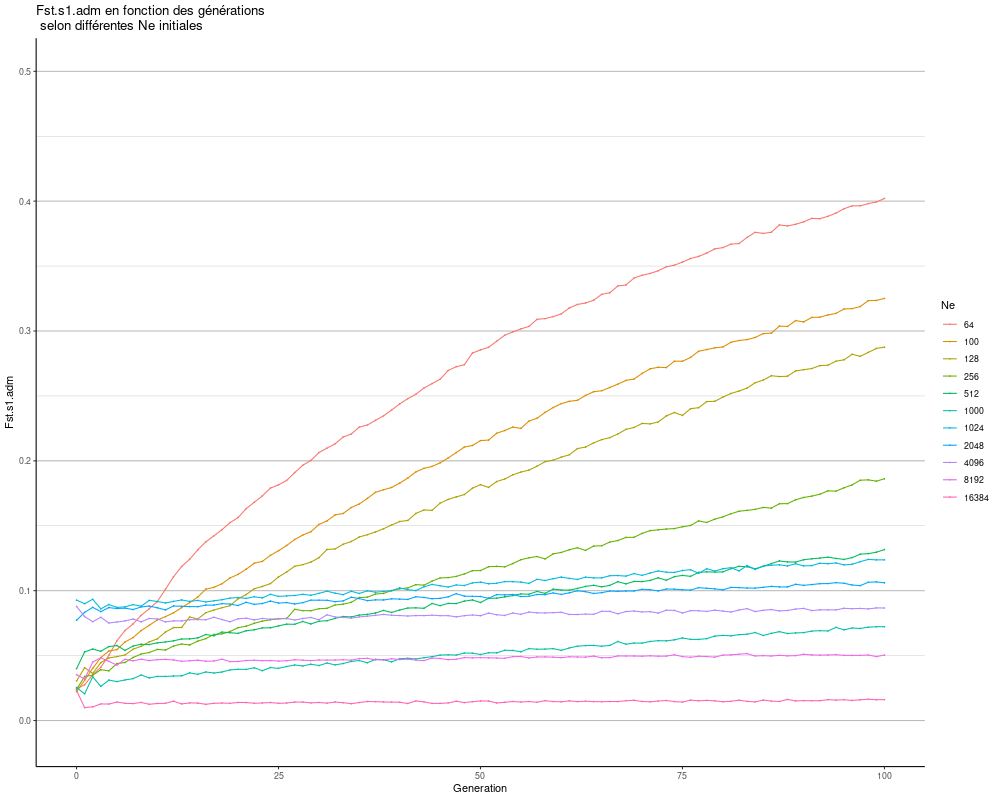 Fst.s1.adm en fonction des générations
selon différentes Ne initiales
0.5
0.4
0.3
0.2
0.1
0.0
Fst.s1.adm
0 25 50 75 100
Generation
Ne
64
100
128
256
512
1000
1024
2048
4096
8192
16384